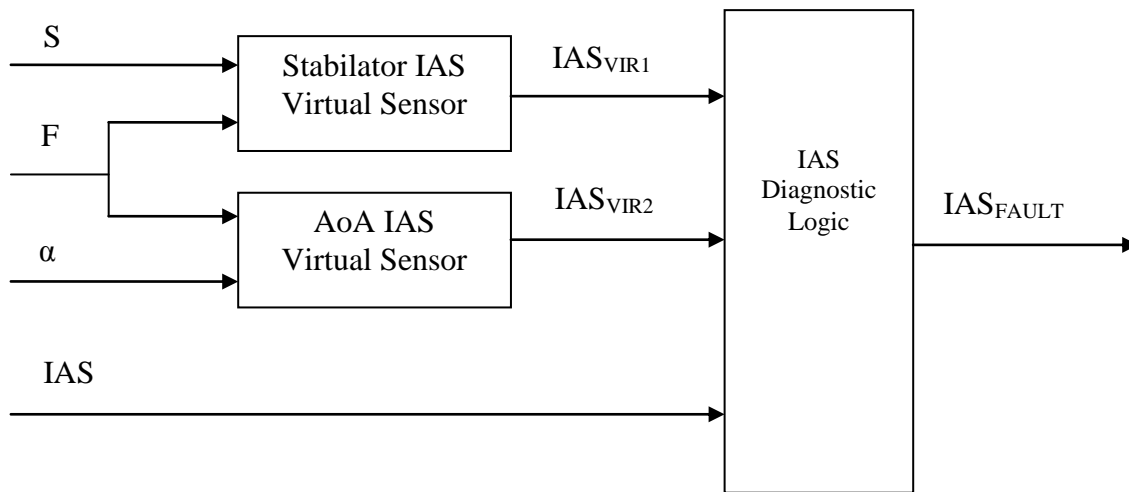 S
Stabilator IAS
Virtual Sensor
IASVIR1
F
AoA IAS
Virtual Sensor
IASVIR2
α
IAS
IAS
Diagnostic
Logic
IASFAULT